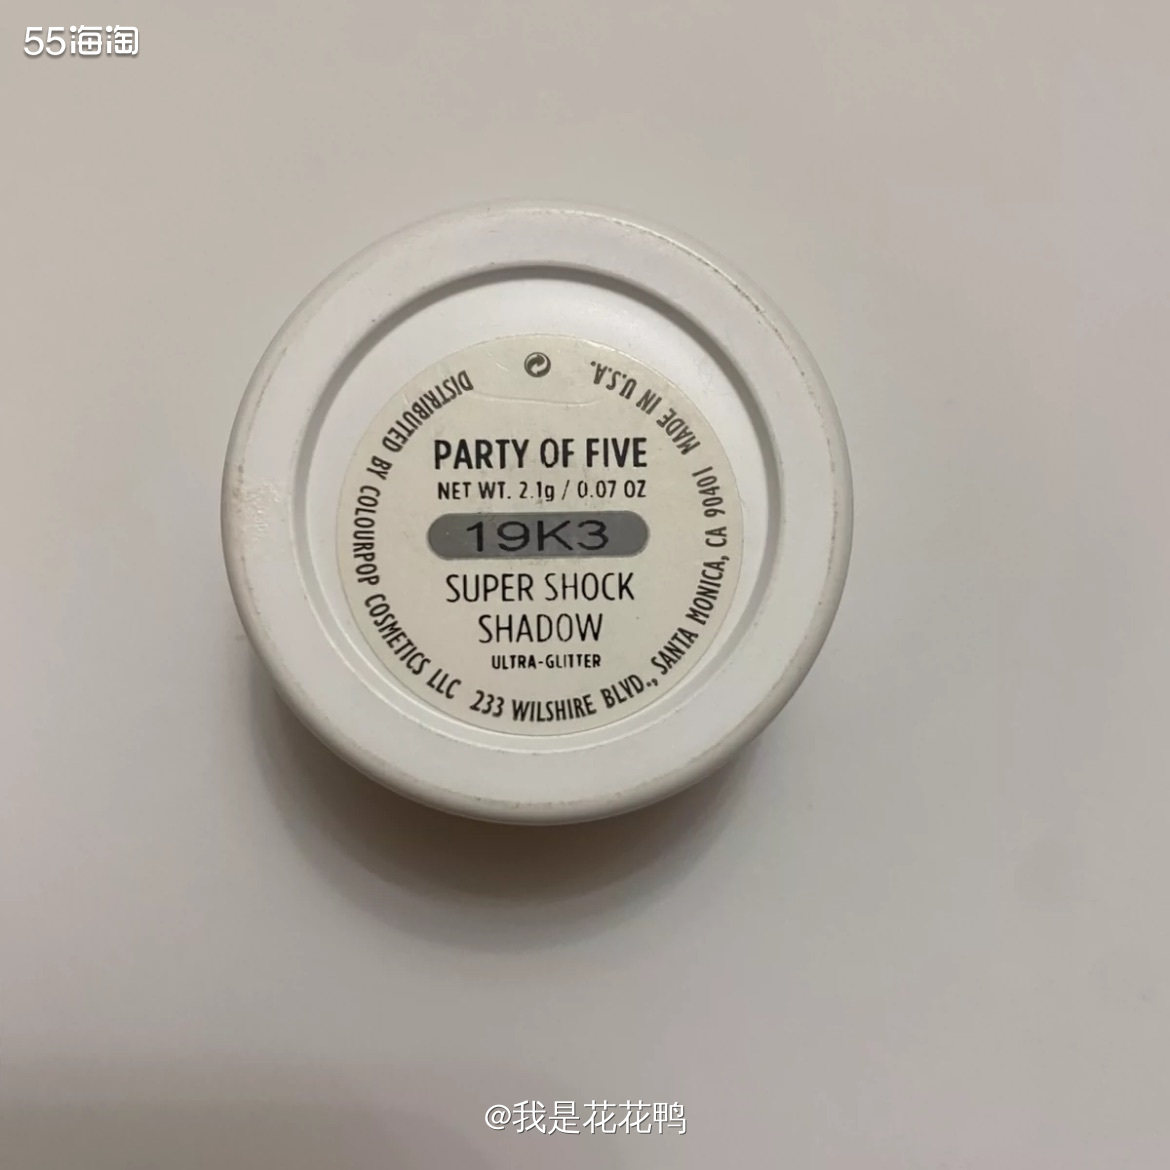 55海淘
PARTY OF FIVE
NET WT. 2.1g / 0.07 OZ
19K3
SUPER SHOCK
SHADOW
ULTRA-GLITTER
DISTRIBUTED BY COLOURPOP COSMETICS LLC 233 WILSHIRE BLVD., SANTA MONICA, CA 90401 MADE IN U.S.A.
@我是花花鸭